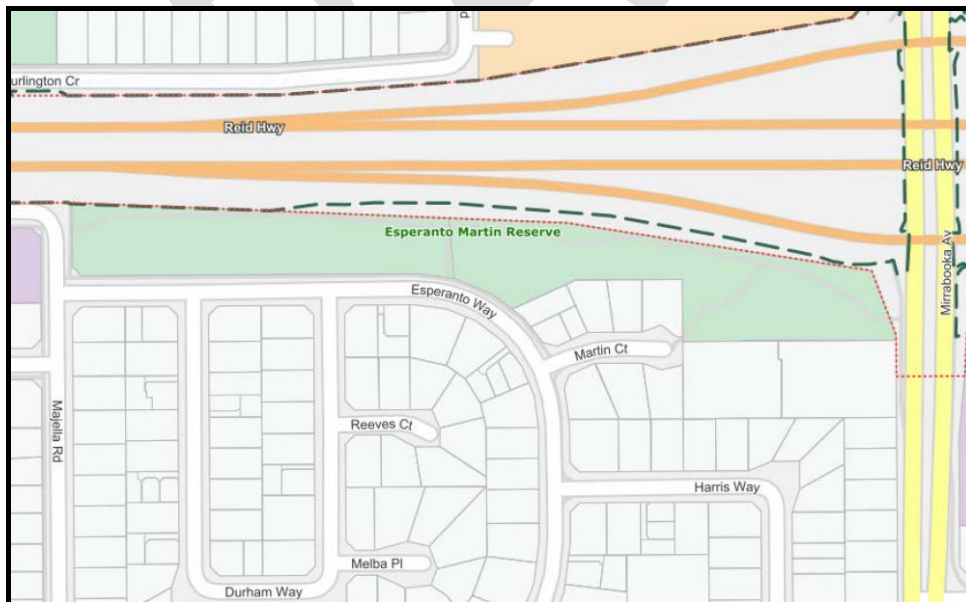 urlington Cr
Reid Hwy
Reid Hwy
Esperanto Martin Reserve
Mirrabooka Av
Esperanto Way
Martin Ct
Majella Rd
Reeves Ct
Harris Way
Melba Pl
Durham Way